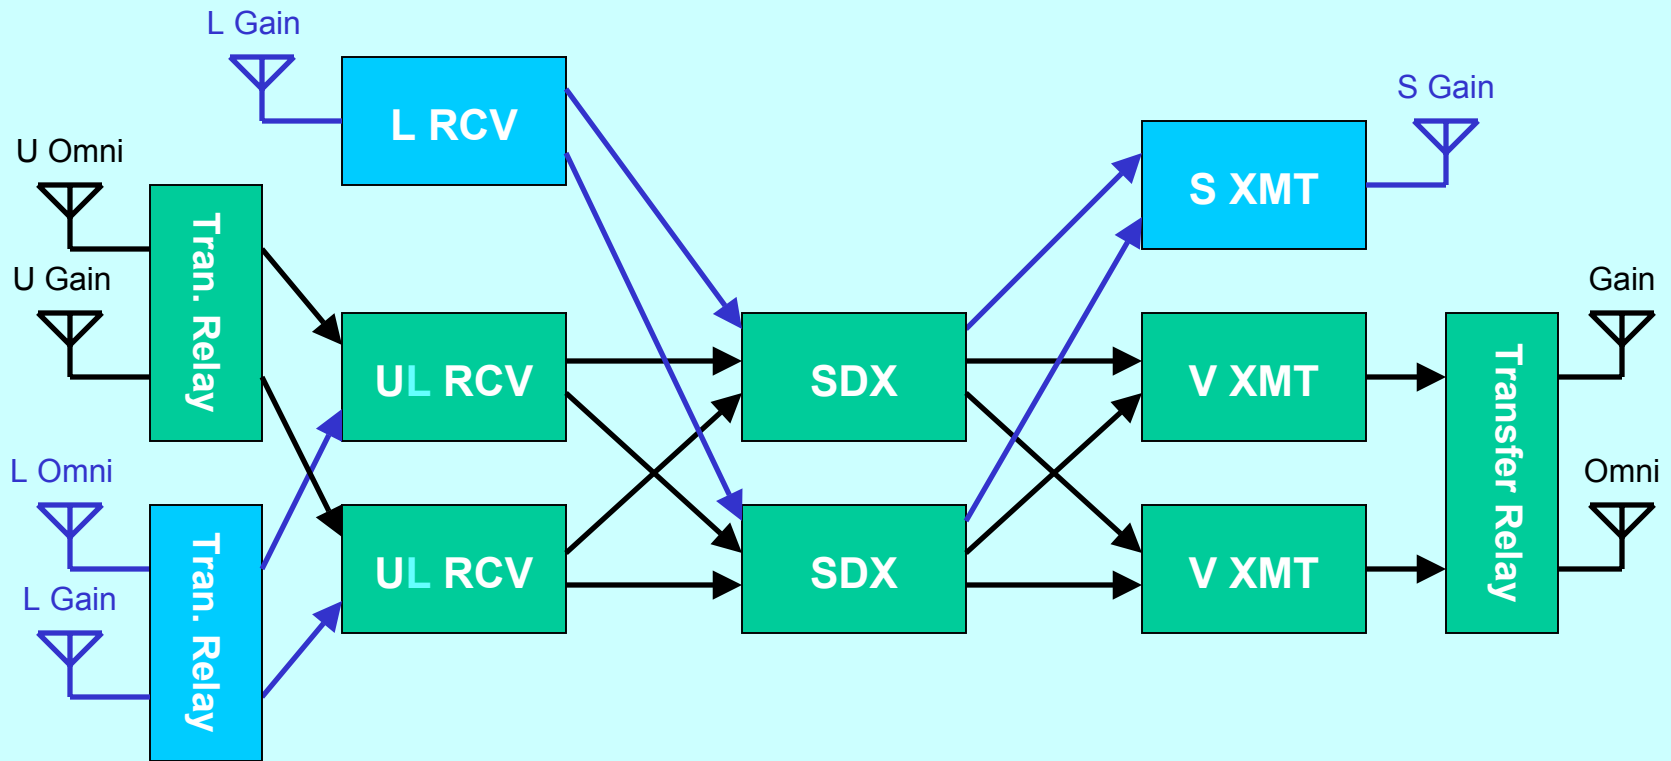 L Gain
L RCV
S Gain
S XMT
U Omni
U Gain
Tran. Relay
UL RCV
SDX
V XMT
Gain
Transfer Relay
Omni
L Omni
L Gain
Tran. Relay
UL RCV
SDX
V XMT